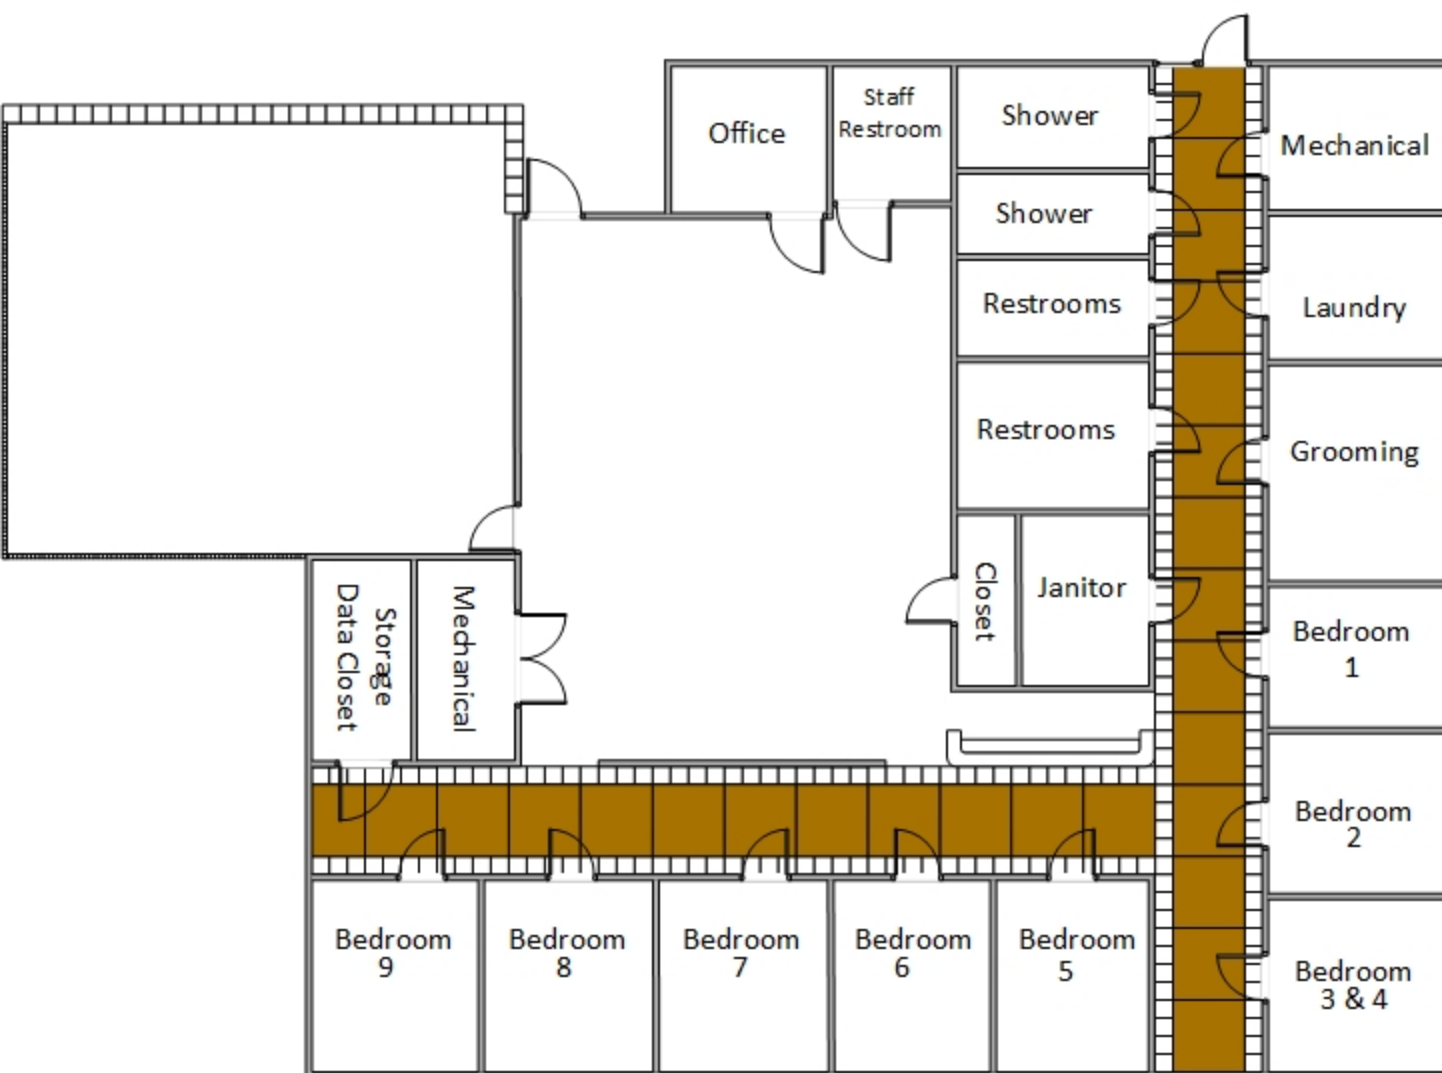 Office
Staff
Restroom
Shower
Mechanical
Shower
Restrooms
Laundry
Restrooms
Grooming
Closet
Janitor
Storage
Data Closet
Mechanical
Bedroom
1
Bedroom
2
Bedroom
9
Bedroom
8
Bedroom
7
Bedroom
6
Bedroom
5
Bedroom
3 & 4